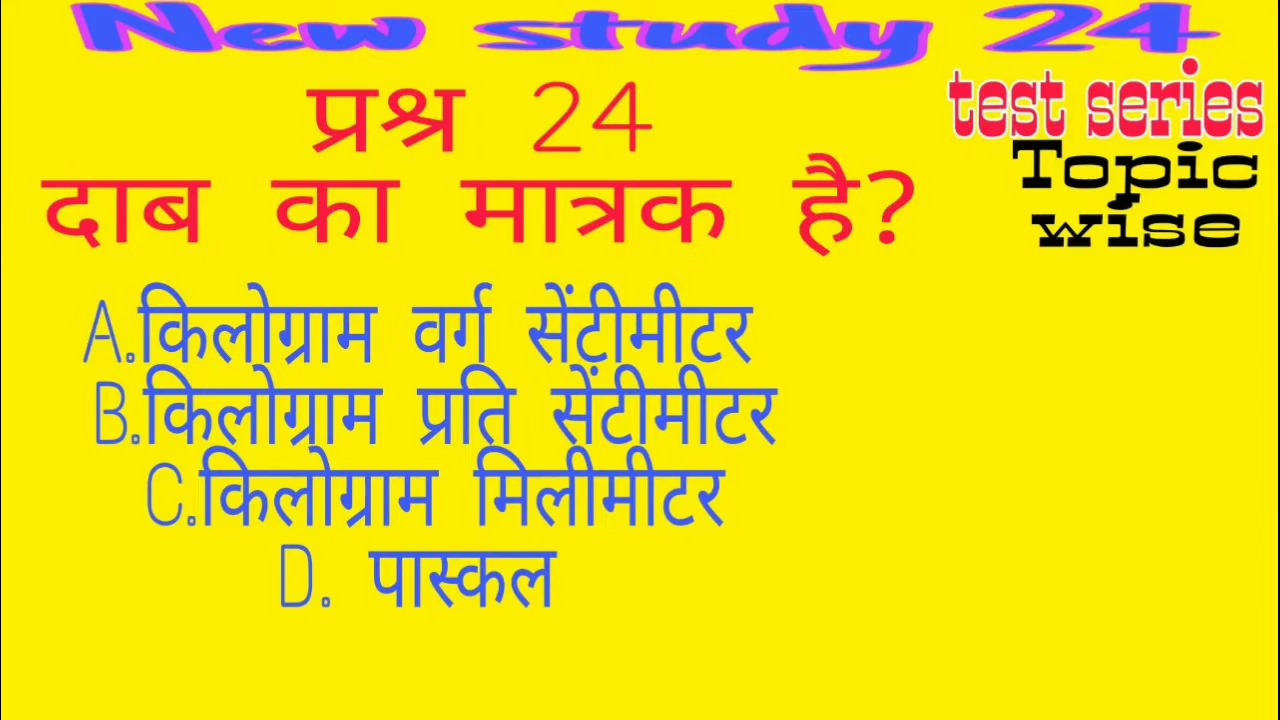 New study 24
test series
Topic
wise
प्रश्न 24
दाब का मात्रक है?
A.किलोग्राम वर्ग सेंटीमीटर
B.किलोग्राम प्रति सेंटीमीटर
C.किलोग्राम मिलीमीटर
D. पास्कल